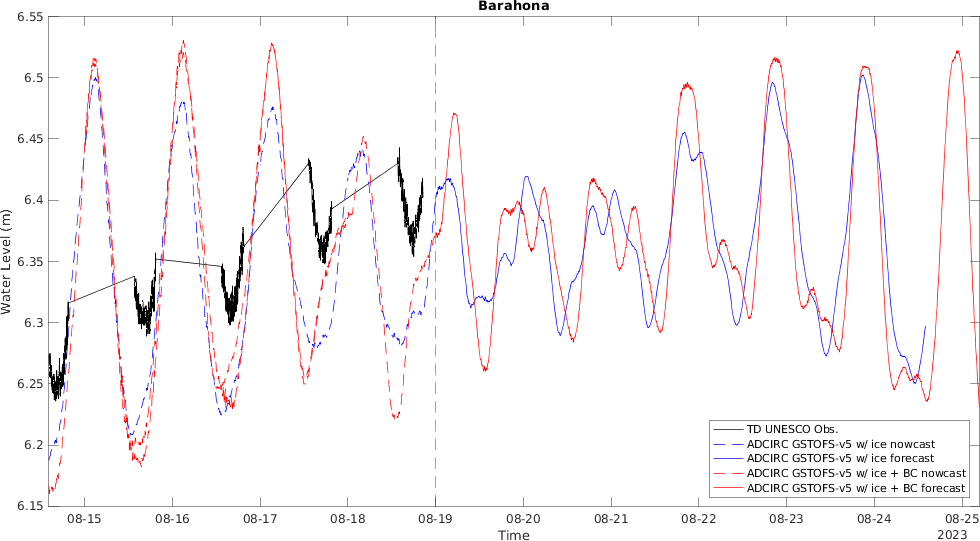 Barahona
Water Level (m)
6.55
6.5
6.45
6.4
6.35
6.3
6.25
6.2
6.15
TD UNESCO Obs.
ADCIRC GSTOFS-v5 w/ ice nowcast
ADCIRC GSTOFS-v5 w/ ice forecast
ADCIRC GSTOFS-v5 w/ ice + BC nowcast
ADCIRC GSTOFS-v5 w/ ice + BC forecast
08-15 08-16 08-17 08-18 08-19 08-20 08-21 08-22 08-23 08-24 08-25
Time
2023